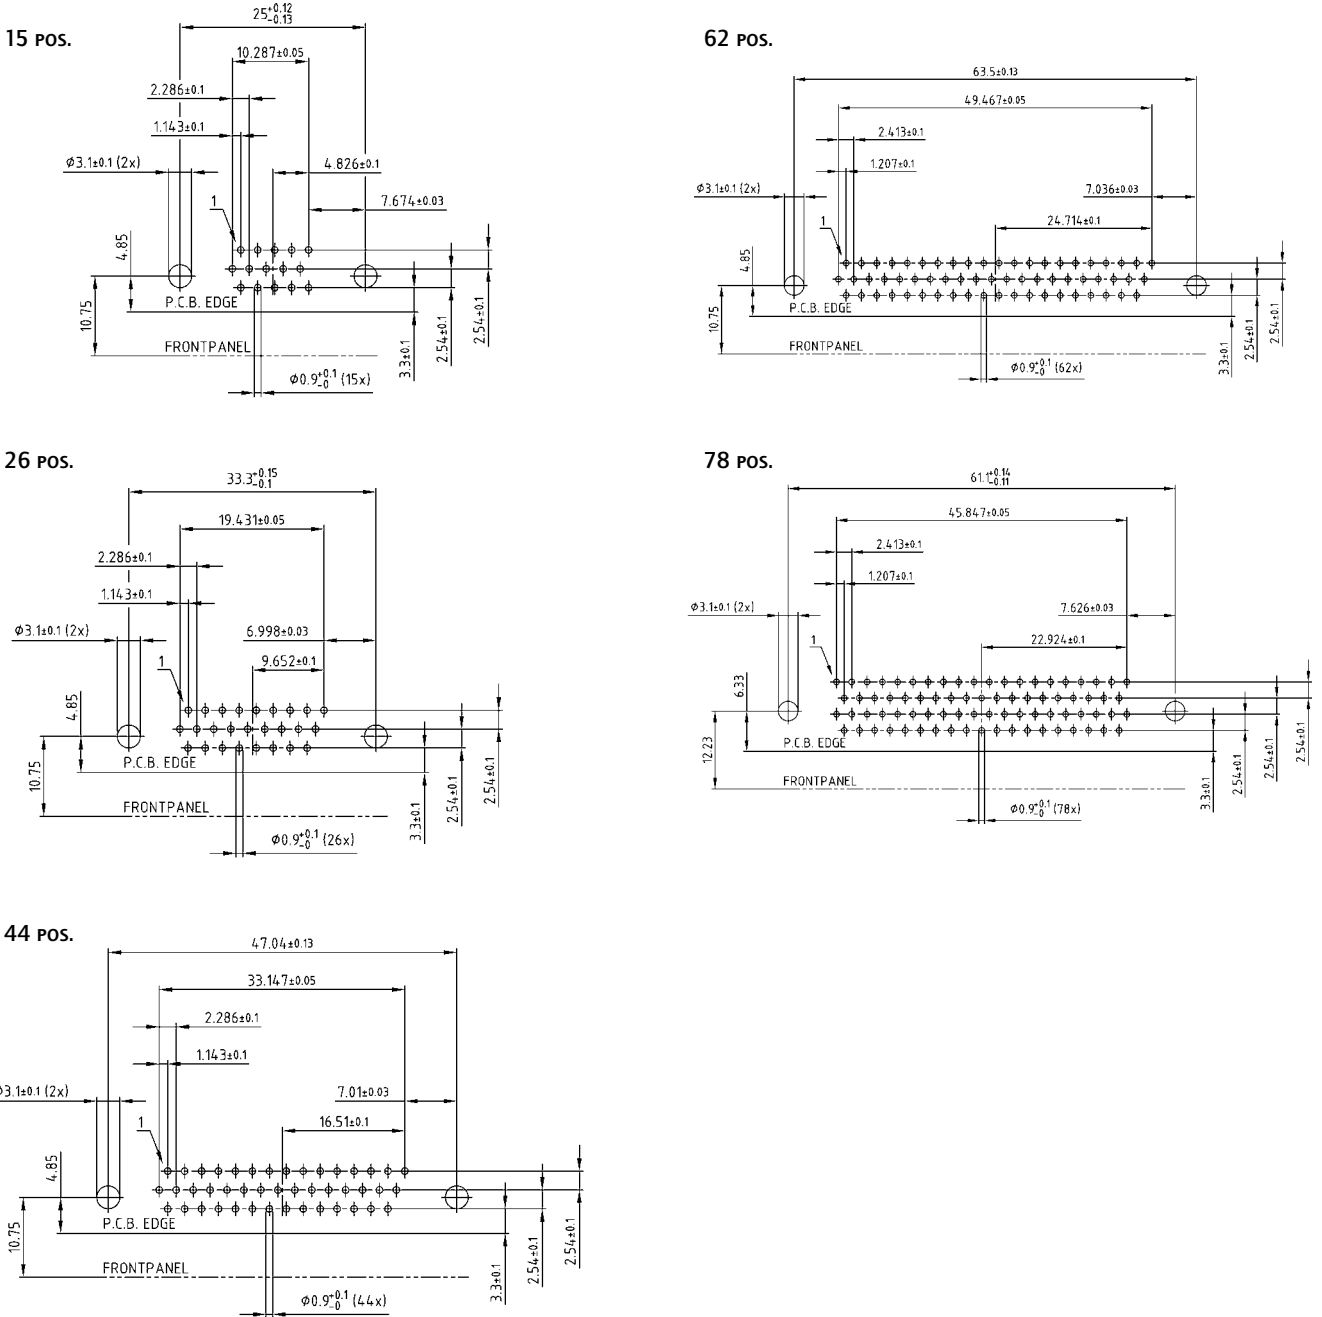 15 POS.
25+0.12 -0.13
10.287±0.05
2.286±0.1
1.143±0.1
Ø3.1±0.1 (2x)
4.826±0.1
7.674±0.03
1
4.85
10.75
P.C.B. EDGE
FRONTPANEL
Ø0.9+0.1 -0 (15x)
3.3±0.1
2.54±0.1
2.54±0.1
62 POS.
63.5±0.13
49.467±0.05
2.413±0.1
1.207±0.1
Ø3.1±0.1 (2x)
7.036±0.03
24.714±0.1
1
4.85
10.75
P.C.B. EDGE
FRONTPANEL
Ø0.9+0.1 -0 (62x)
3.3±0.1
2.54±0.1
2.54±0.1
26 POS.
33.3+0.15 -0.1
19.431±0.05
2.286±0.1
1.143±0.1
Ø3.1±0.1 (2x)
6.998±0.03
9.652±0.1
1
4.85
10.75
P.C.B. EDGE
FRONTPANEL
Ø0.9+0.1 -0 (26x)
3.3±0.1
2.54±0.1
2.54±0.1
78 POS.
61.1+0.14 -0.11
45.847±0.05
2.413±0.1
1.207±0.1
Ø3.1±0.1 (2x)
7.626±0.03
22.924±0.1
1
6.33
12.23
P.C.B. EDGE
FRONTPANEL
Ø0.9+0.1 -0 (78x)
3.3±0.1
2.54±0.1
2.54±0.1
2.54±0.1
44 POS.
47.04±0.13
33.147±0.05
2.286±0.1
1.143±0.1
Ø3.1±0.1 (2x)
7.01±0.03
16.51±0.1
1
4.85
10.75
P.C.B. EDGE
FRONTPANEL
Ø0.9+0.1 -0 (44x)
3.3±0.1
2.54±0.1
2.54±0.1